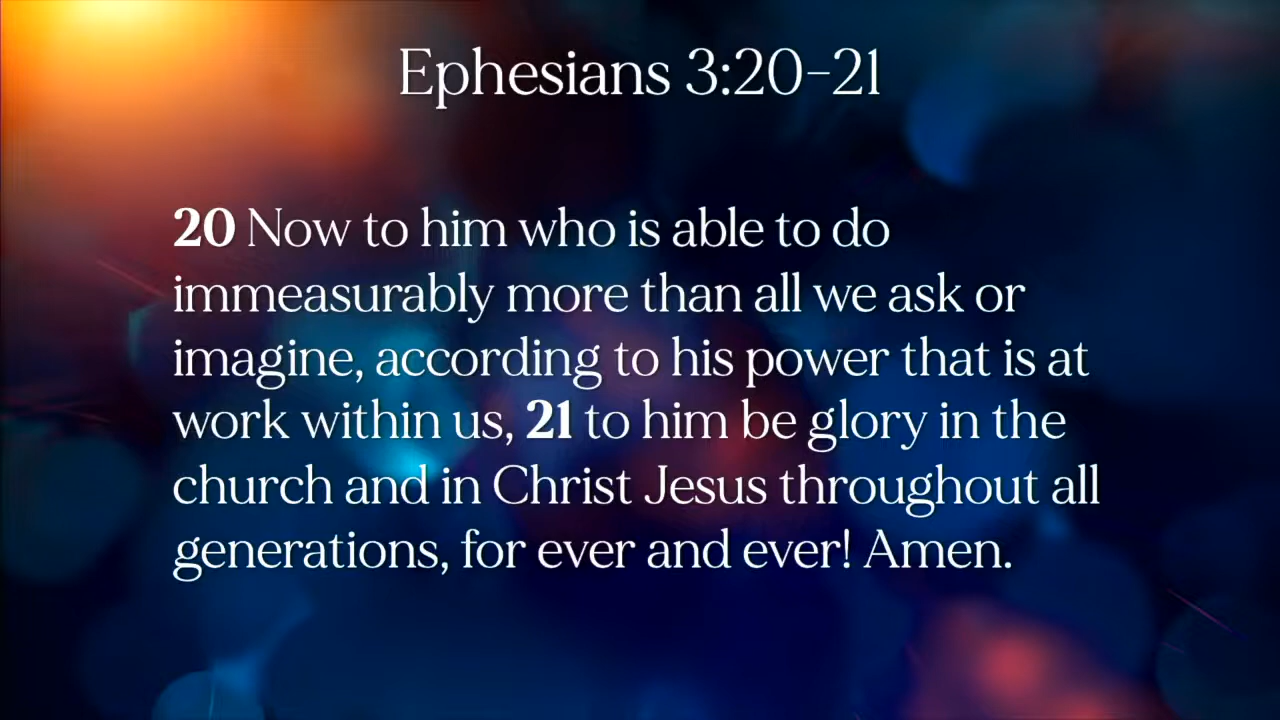 Ephesians 3:20–21
20 Now to him who is able to do
immeasurably more than all we ask or
imagine, according to his power that is at
work within us, 21 to him be glory in the
church and in Christ Jesus throughout all
generations, for ever and ever! Amen.